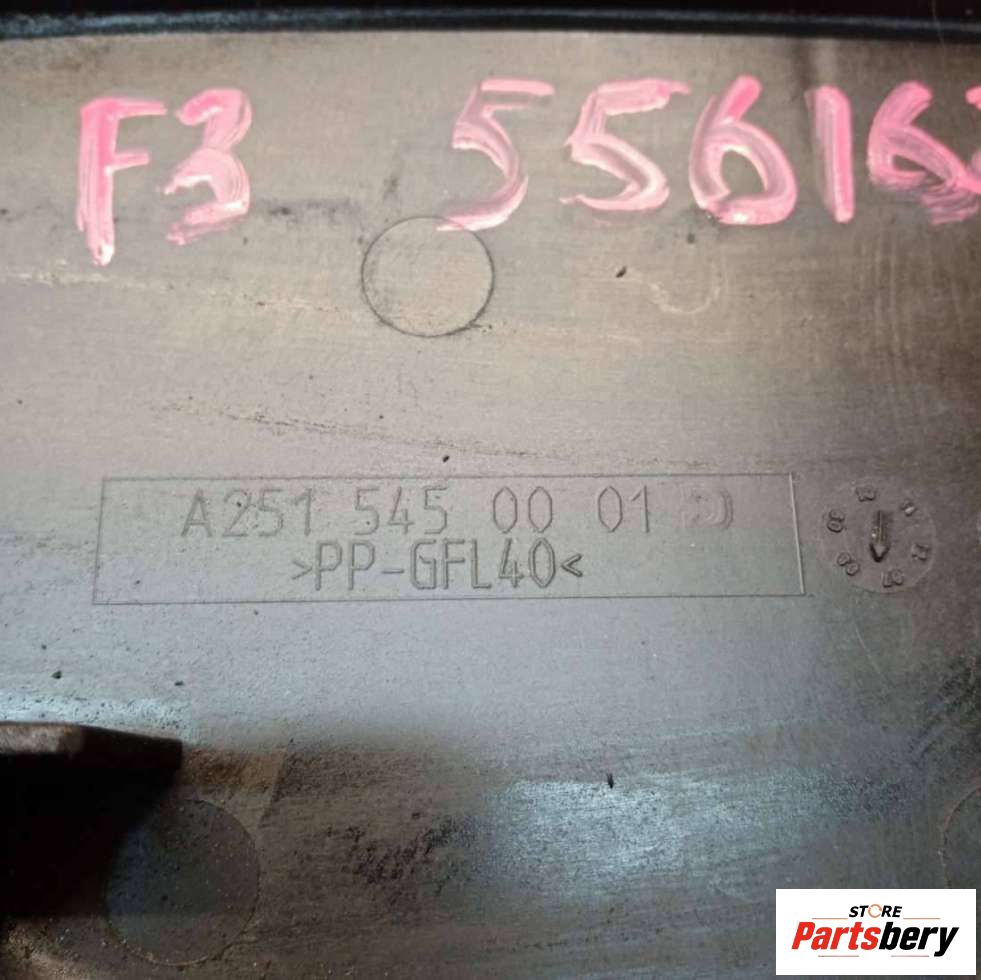 F3 55616
A251 545 00 01
>PP-GFL40<
STORE
Partsbery